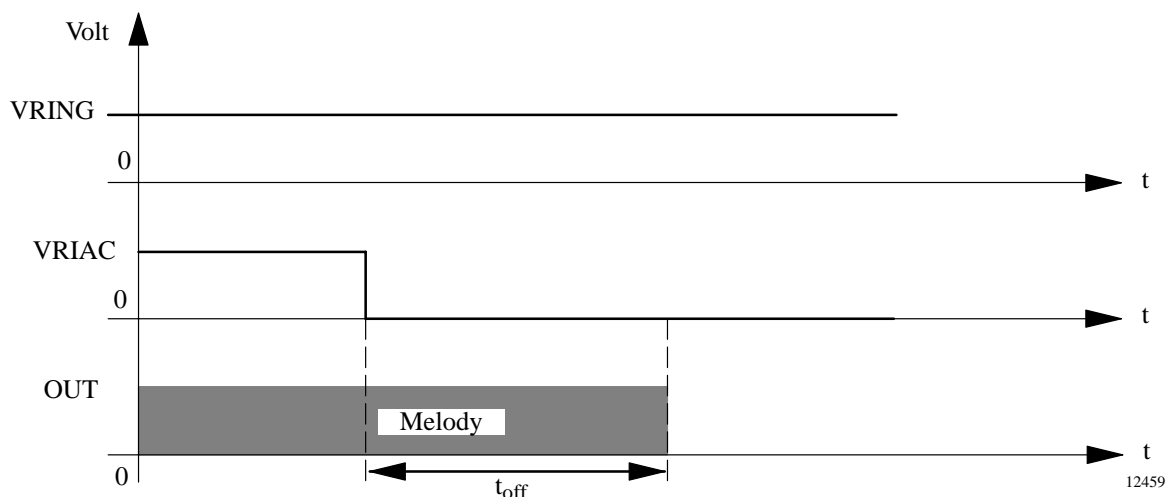 Volt
VRING
0
t
VRIAC
0
t
OUT
Melody
t
0
toff
12459